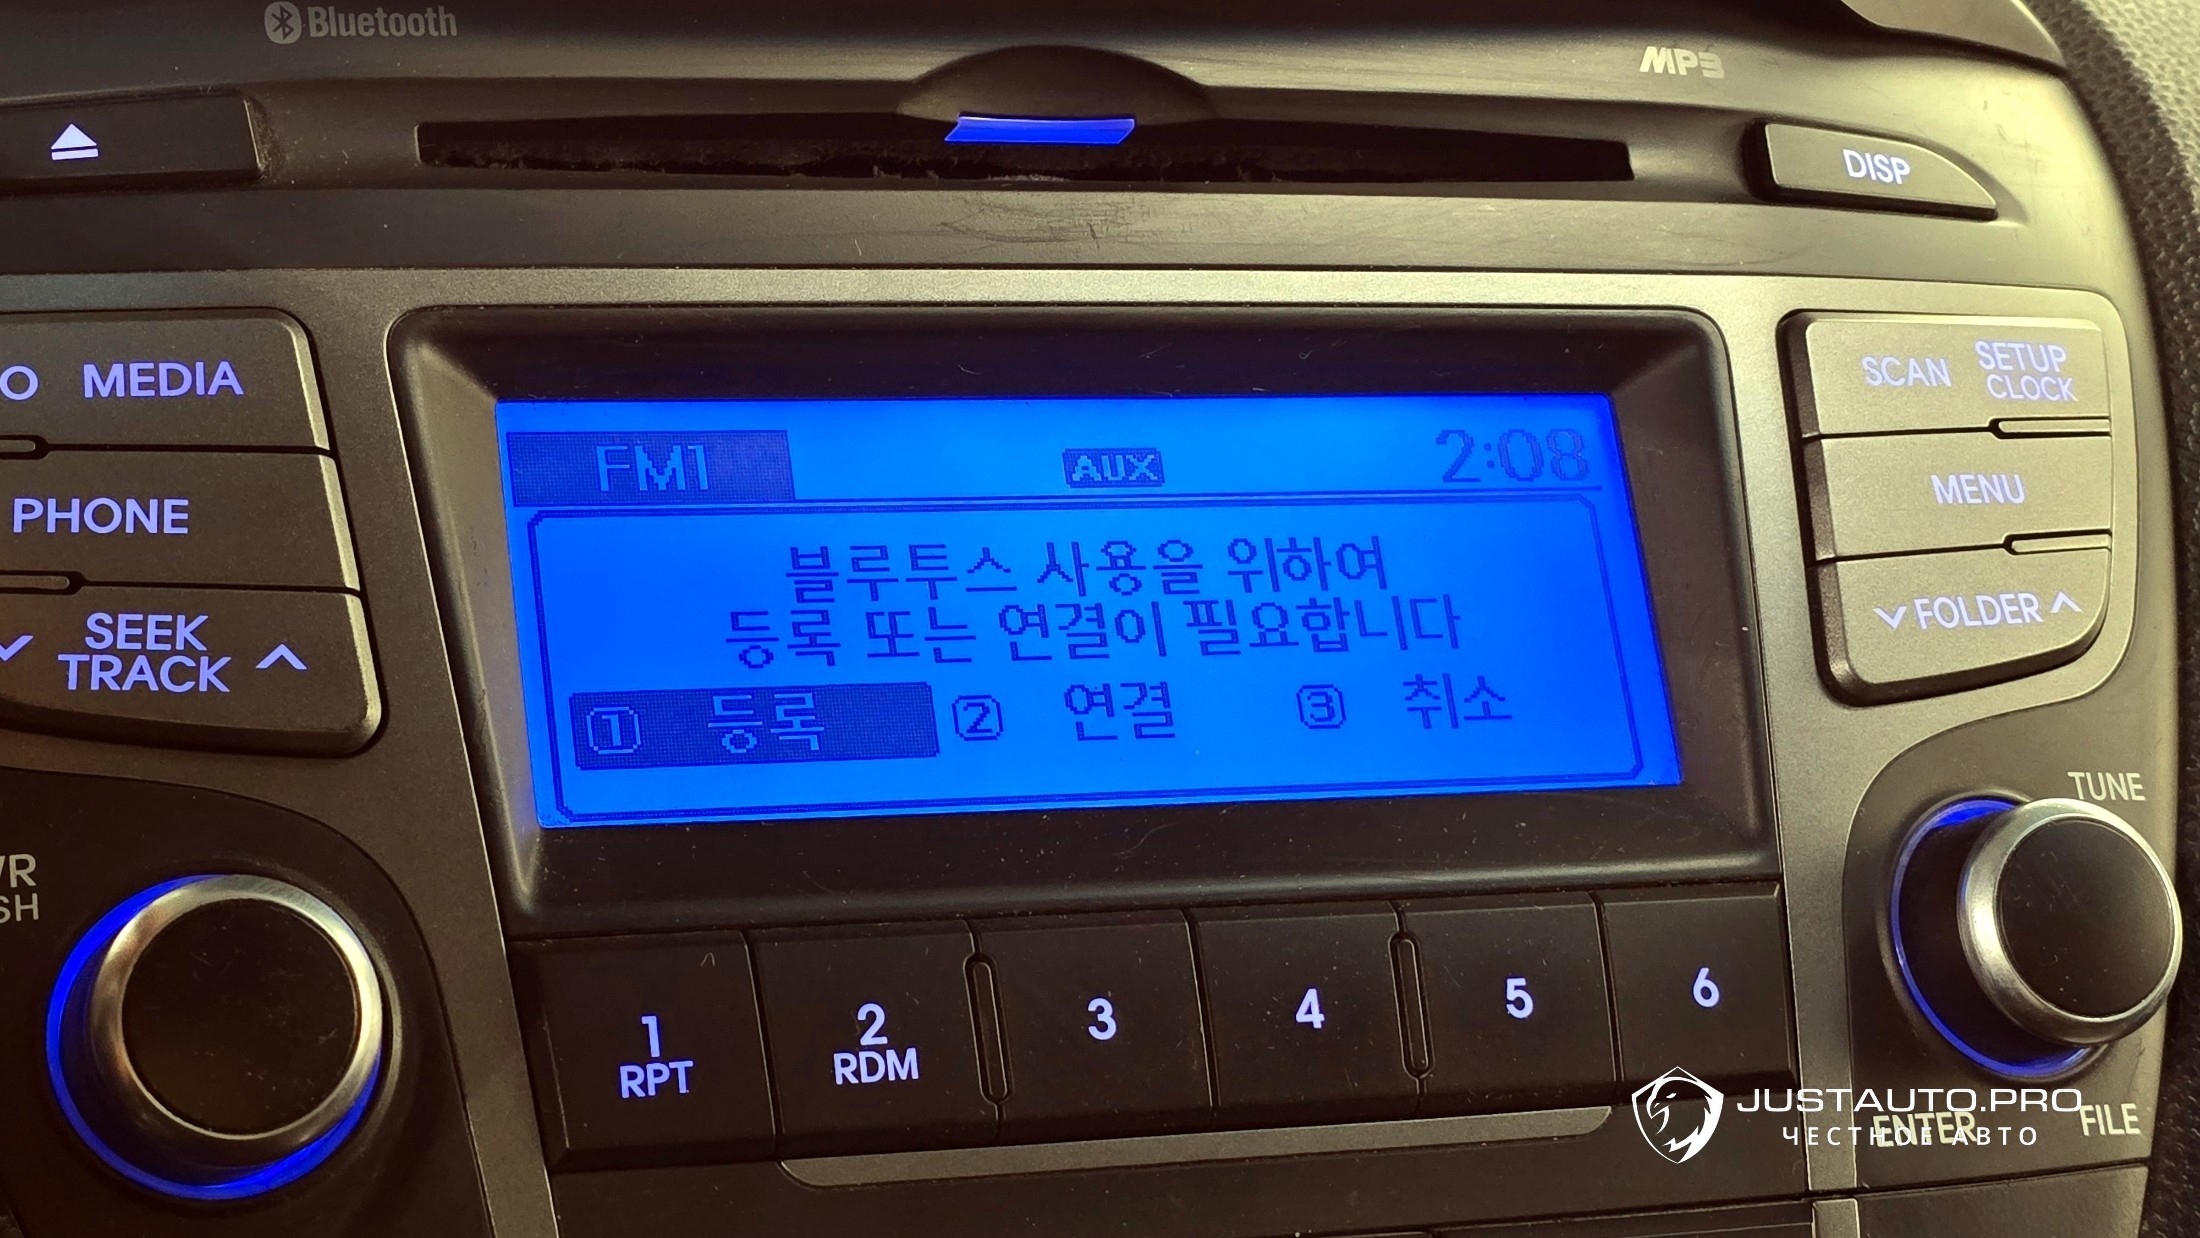 Bluetooth
MP3
DISP
MEDIA
SCAN
SETUP
CLOCK
PHONE
MENU
SEEK
TRACK
FOLDER
FM1 AUX 2:08
블루투스 사용을 위하여
등록 또는 연결이 필요합니다
① 등록 ② 연결 ③ 취소
TUNE
1
RPT
2
RDM
3
4
5
6
ENTER
FILE
JUSTAUTO.PRO
ЧЕСТНОЕ АВТО